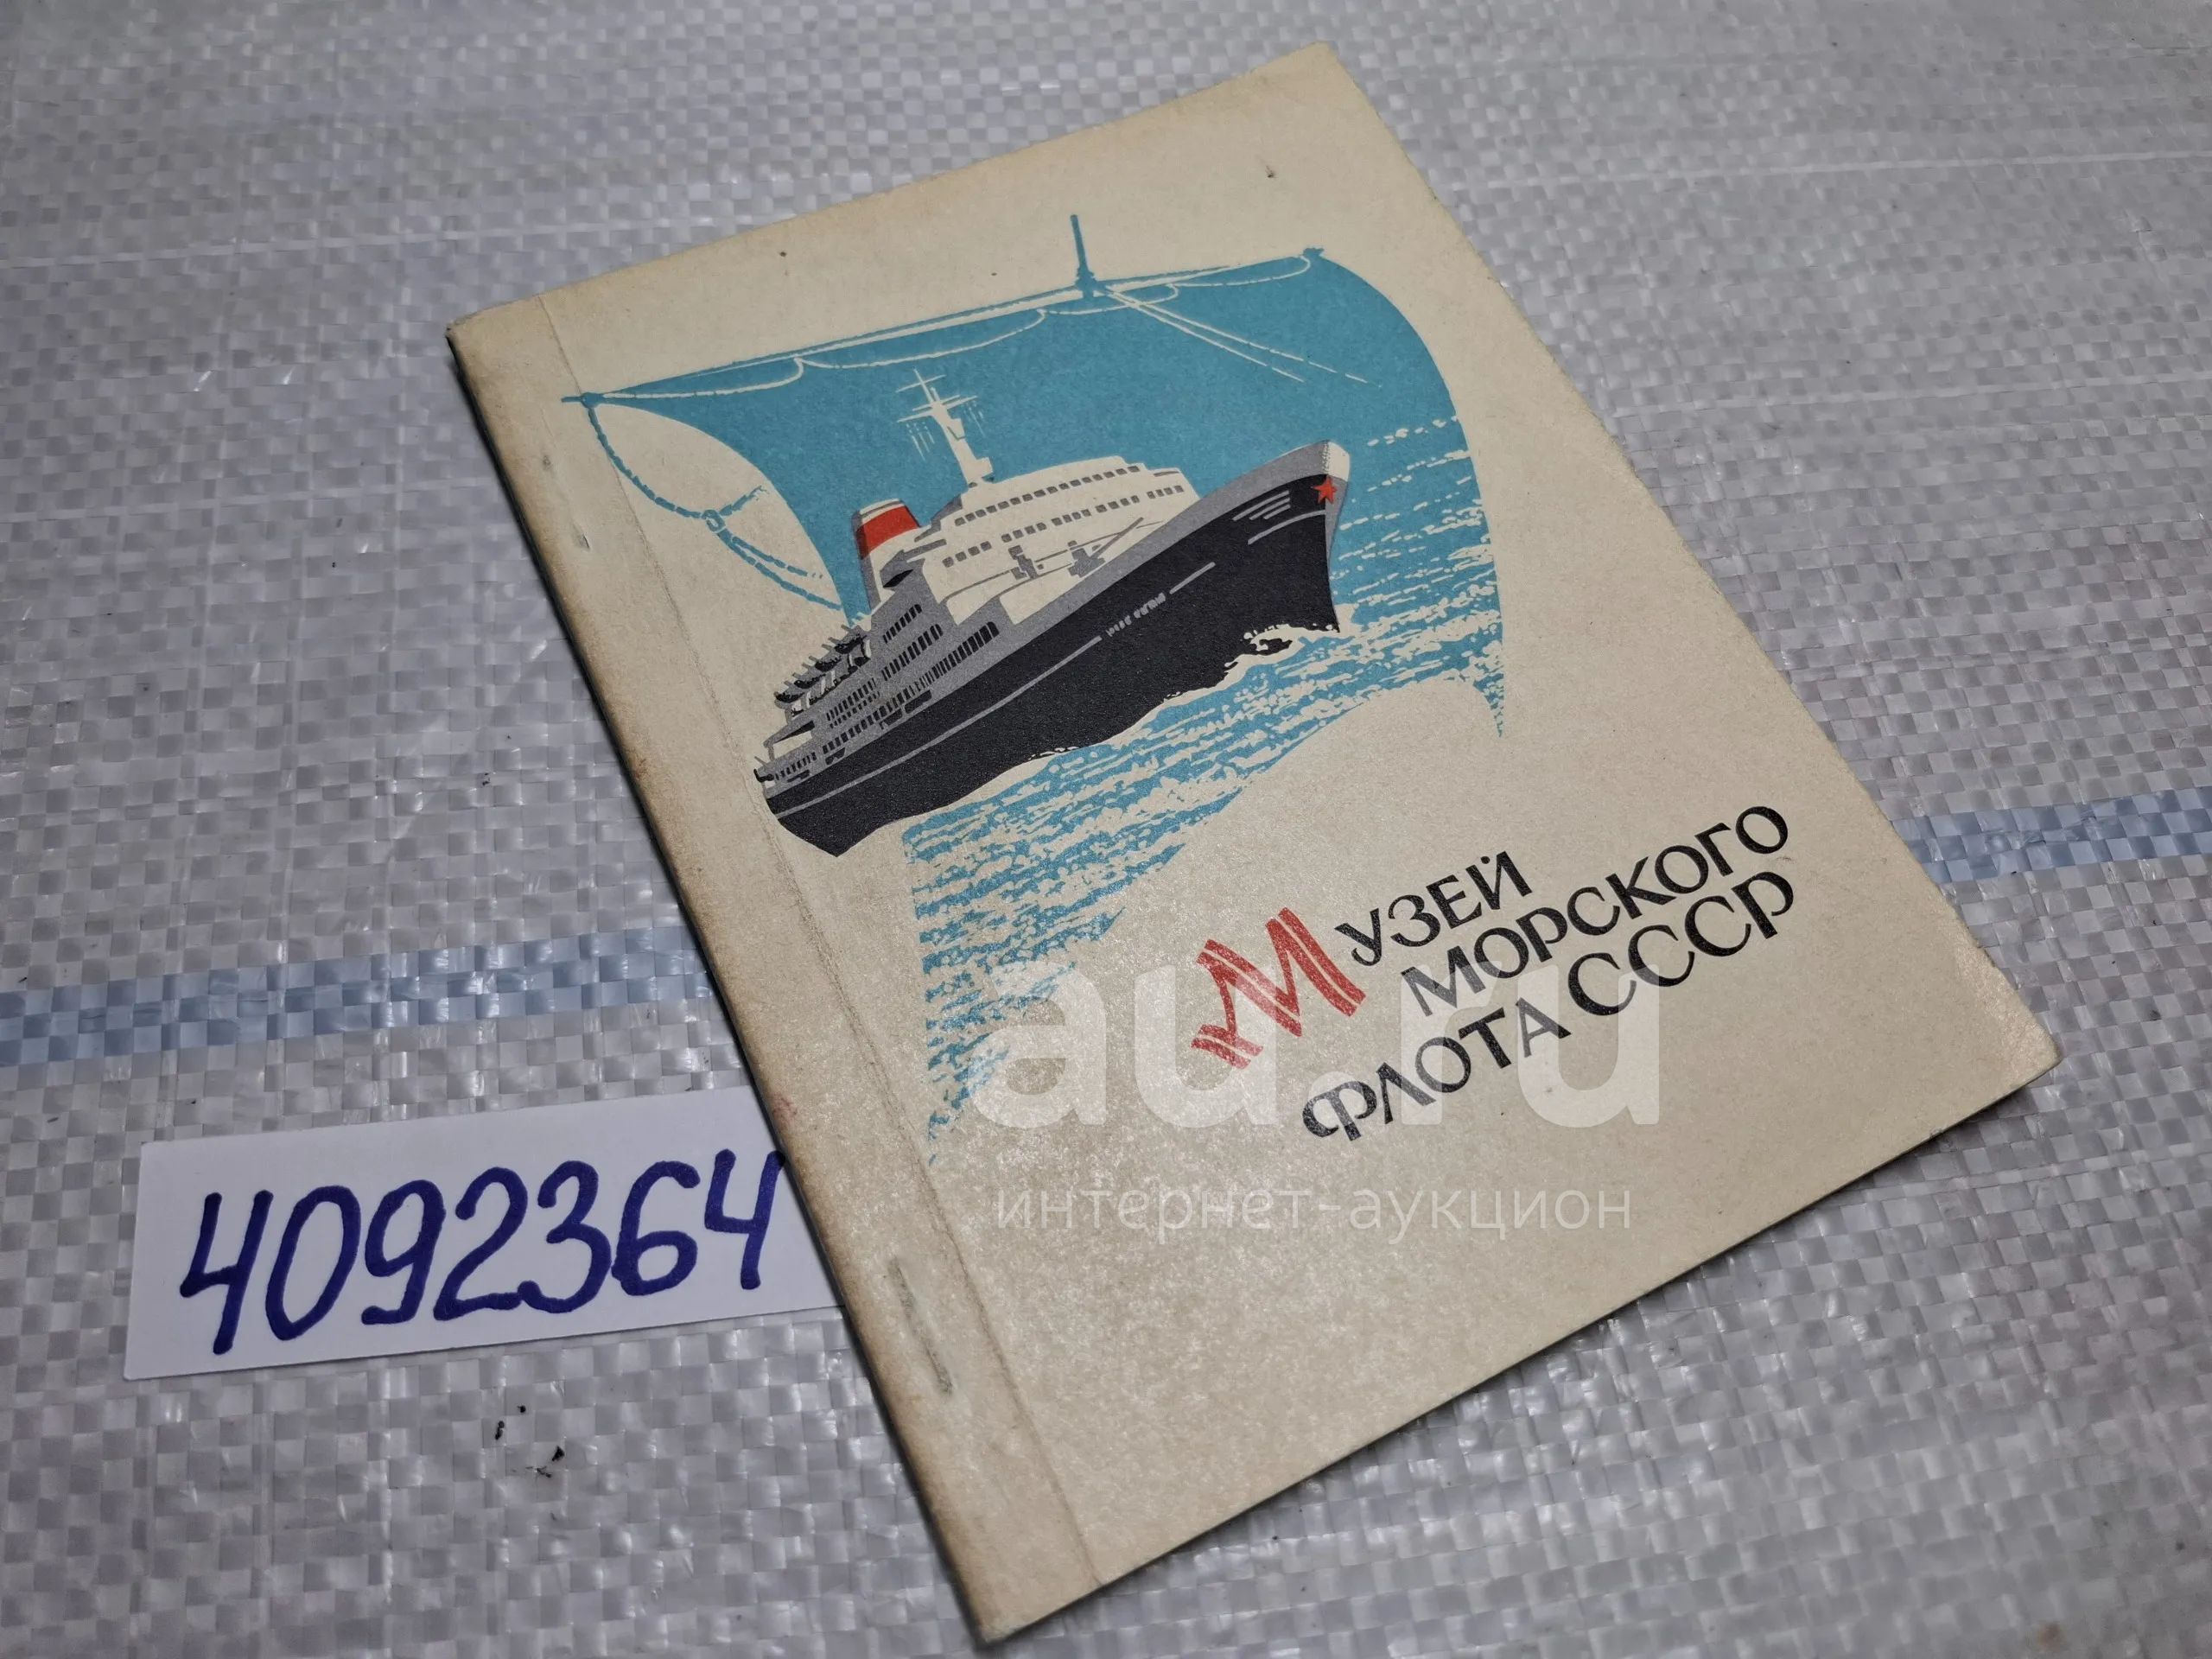 Музей
морского
флота СССР
au.ru
интернет-аукцион
4092364